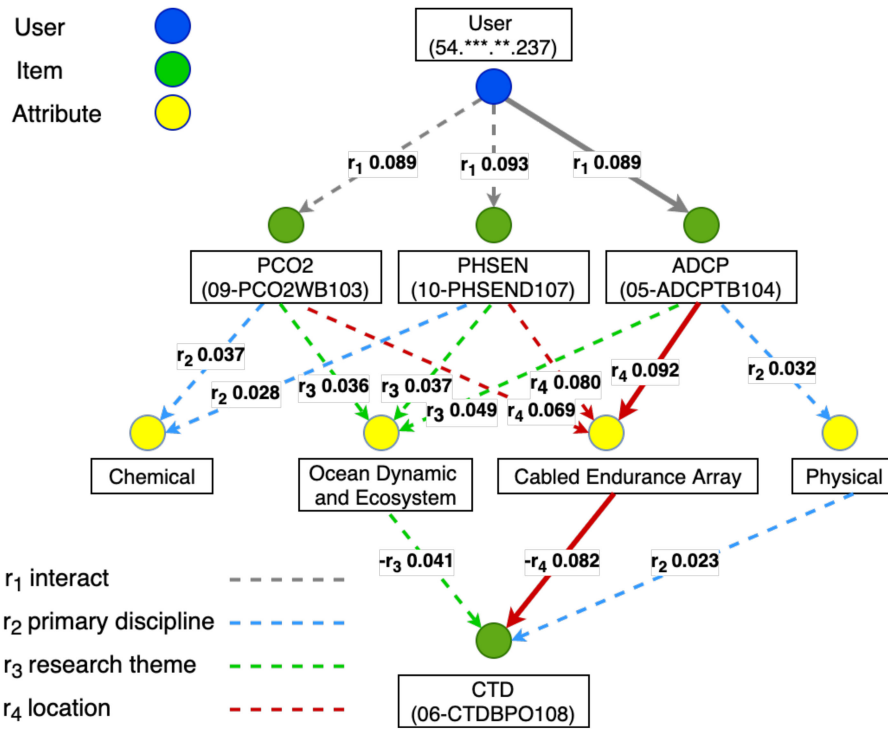 User
(54.***.**.237)
User
Item
Attribute
r1 0.089
r1 0.093
r1 0.089
PCO2
(09-PCO2WB103)
PHSEN
(10-PHSEND107)
ADCP
(05-ADCPTB104)
r2 0.037
r2 0.028
r3 0.036
r3 0.037
r3 0.049
r4 0.080
r4 0.069
r4 0.092
r2 0.032
Chemical
Ocean Dynamic
and Ecosystem
Cabled Endurance Array
Physical
-r3 0.041
-r4 0.082
r2 0.023
r1 interact
r2 primary discipline
r3 research theme
r4 location
CTD
(06-CTDBPO108)